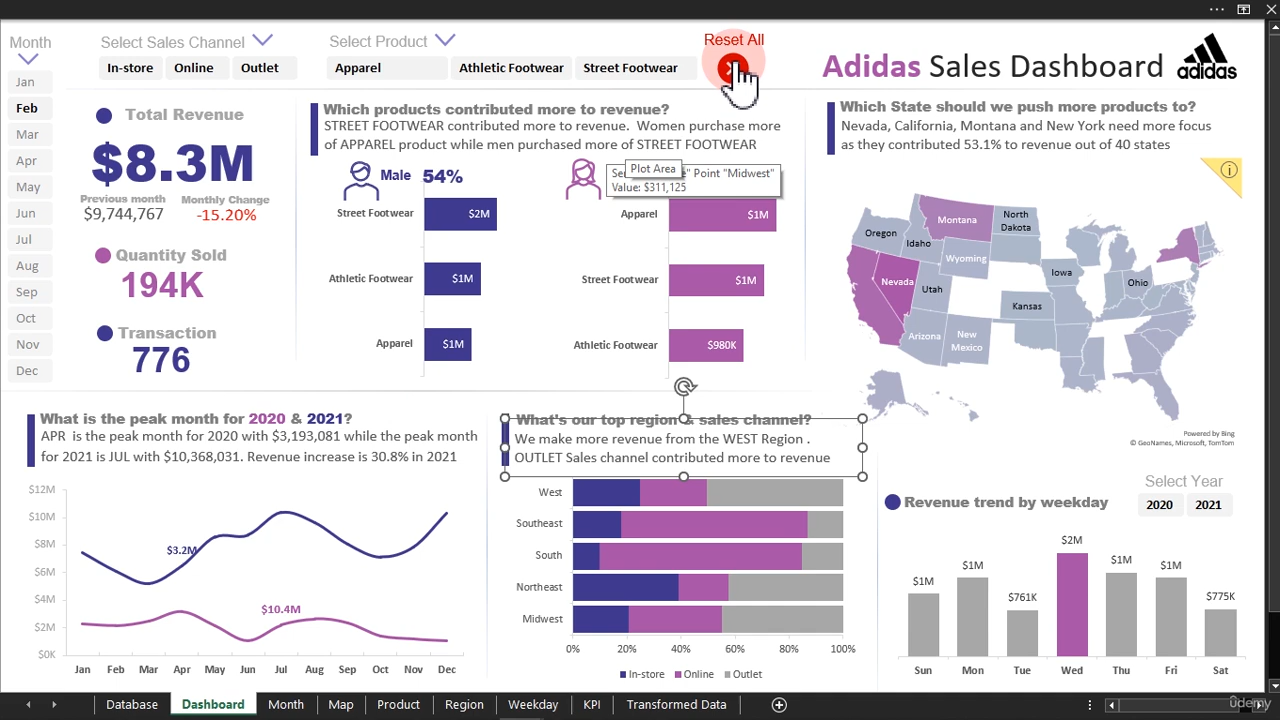 Month
Jan
Feb
Mar
Apr
May
Jun
Jul
Aug
Sep
Oct
Nov
Dec
Select Sales Channel
In-store Online Outlet
Select Product
Apparel Athletic Footwear Street Footwear
Reset All
Adidas Sales Dashboard
adidas
Total Revenue
$8.3M
Previous month Monthly Change
$9,744,767 -15.20%
Quantity Sold
194K
Transaction
776
Which products contributed more to revenue?
STREET FOOTWEAR contributed more to revenue. Women purchase more
of APPAREL product while men purchased more of STREET FOOTWEAR
Male 54%
Street Footwear $2M
Athletic Footwear $1M
Apparel $1M
Plot Area
Point "Midwest"
Value: $311,125
Apparel $1M
Street Footwear $1M
Athletic Footwear $980K
Which State should we push more products to?
Nevada, California, Montana and New York need more focus
as they contributed 53.1% to revenue out of 40 states
Oregon
Idaho
Montana
North
Dakota
Wyoming
Nevada
Utah
Iowa
Ohio
Kansas
Arizona
New
Mexico
Powered by Bing
© GeoNames, Microsoft, TomTom
What is the peak month for 2020 & 2021?
APR is the peak month for 2020 with $3,193,081 while the peak month
for 2021 is JUL with $10,368,031. Revenue increase is 30.8% in 2021
$12M
$10M
$8M
$6M
$4M
$2M
$0K
$3.2M
$10.4M
Jan Feb Mar Apr May Jun Jul Aug Sep Oct Nov Dec
What's our top region & sales channel?
We make more revenue from the WEST Region .
OUTLET Sales channel contributed more to revenue
West
Southeast
South
Northeast
Midwest
0% 20% 40% 60% 80% 100%
In-store Online Outlet
Select Year
2020 2021
Revenue trend by weekday
$1M $1M $761K $2M $1M $1M $775K
Sun Mon Tue Wed Thu Fri Sat
Database Dashboard Month Map Product Region Weekday KPI Transformed Data
ûdemy